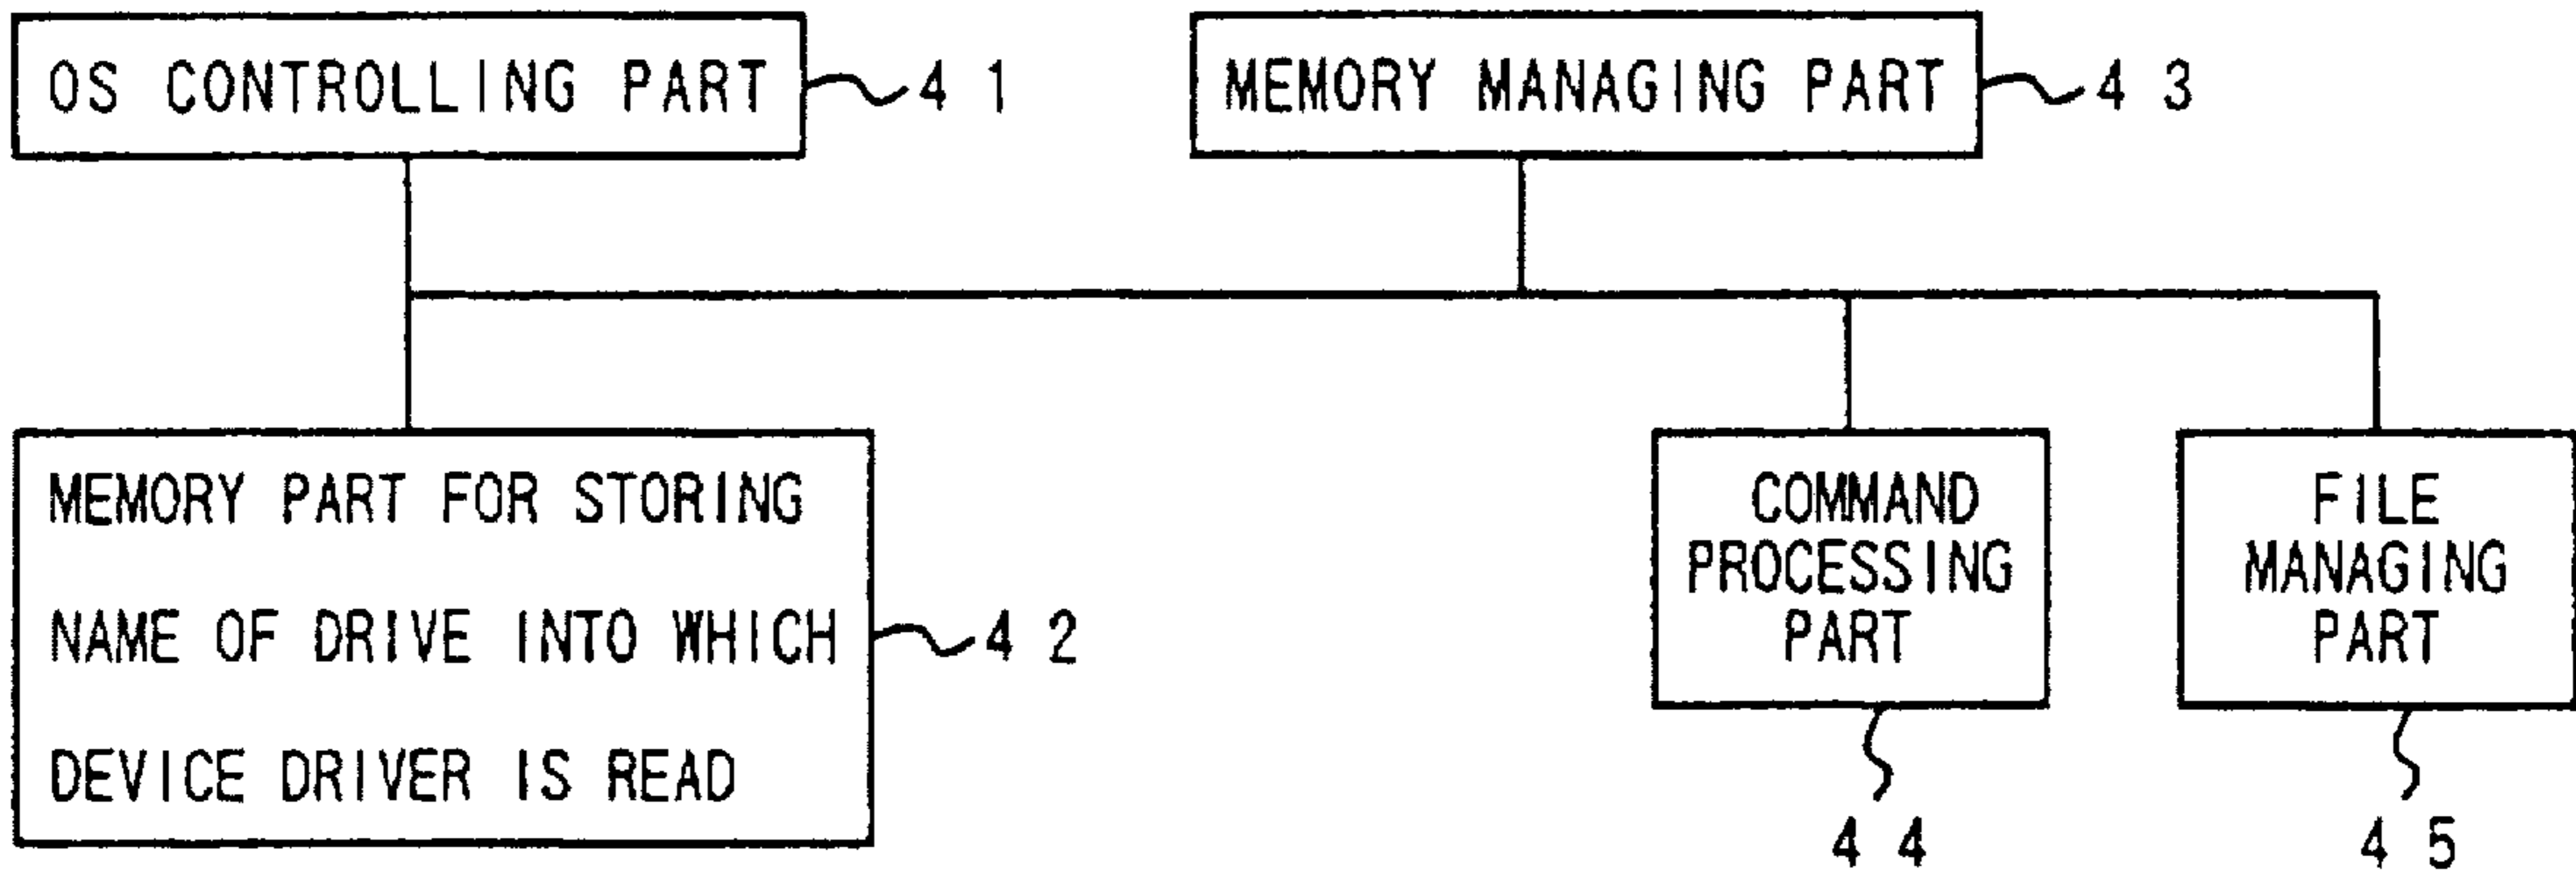 OS CONTROLLING PART
41
MEMORY MANAGING PART
43
MEMORY PART FOR STORING
NAME OF DRIVE INTO WHICH
DEVICE DRIVER IS READ
42
COMMAND
PROCESSING
PART
44
FILE
MANAGING
PART
45